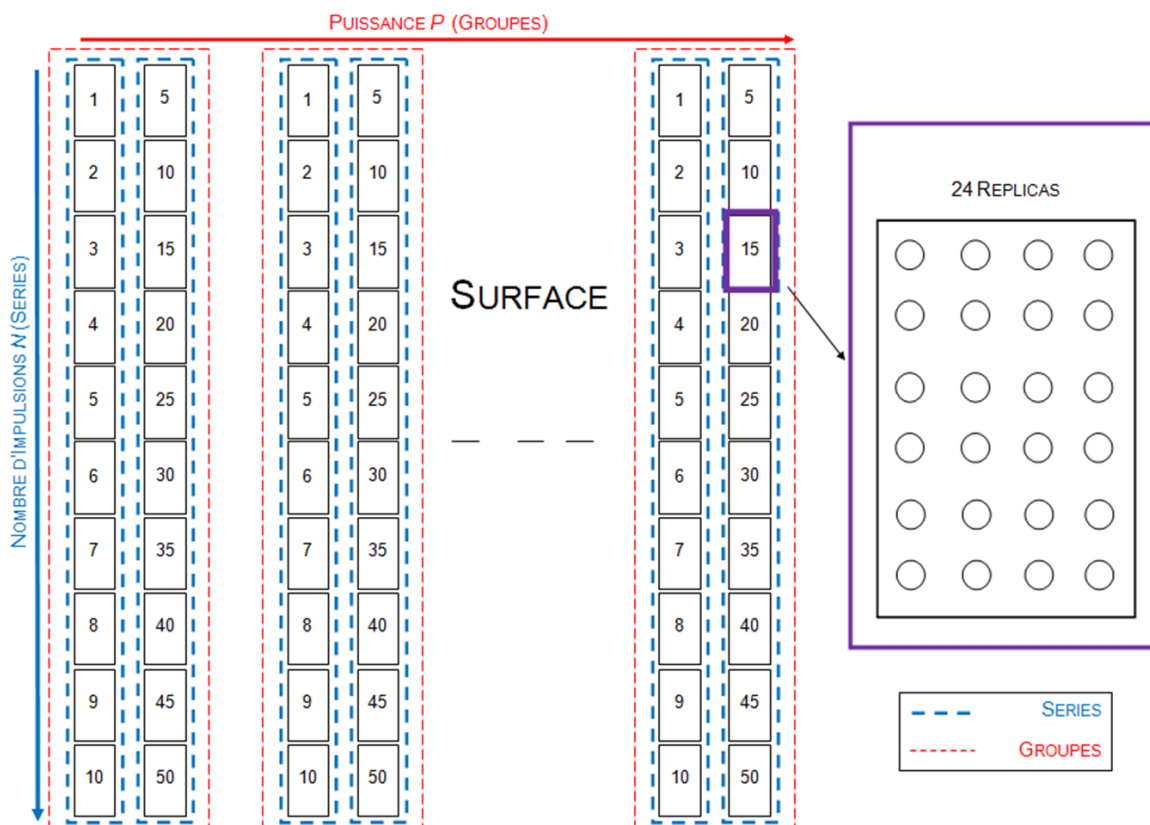 PUISSANCE P (GROUPES)
NOMBRE D'IMPULSIONS N (SERIES)
1 5 1 5 1 5
2 10 2 10 2 10
3 15 3 15 3 15
4 20 4 20 4 20
5 25 5 25 5 25
6 30 6 30 6 30
7 35 7 35 7 35
8 40 8 40 8 40
9 45 9 45 9 45
10 50 10 50 10 50
SURFACE
24 REPLICAS
SERIES
GROUPES